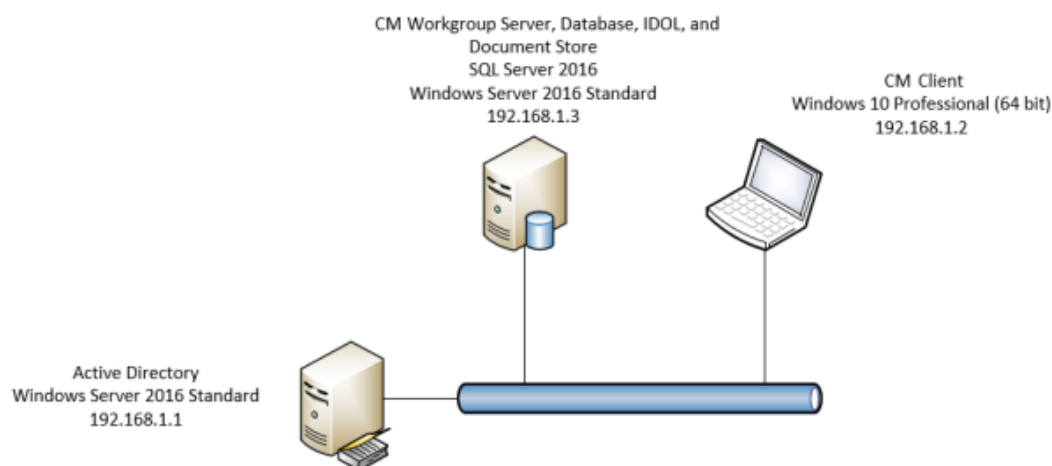 CM Workgroup Server, Database, IDOL, and
Document Store
SQL Server 2016
Windows Server 2016 Standard
192.168.1.3
CM Client
Windows 10 Professional (64 bit)
192.168.1.2
Active Directory
Windows Server 2016 Standard
192.168.1.1